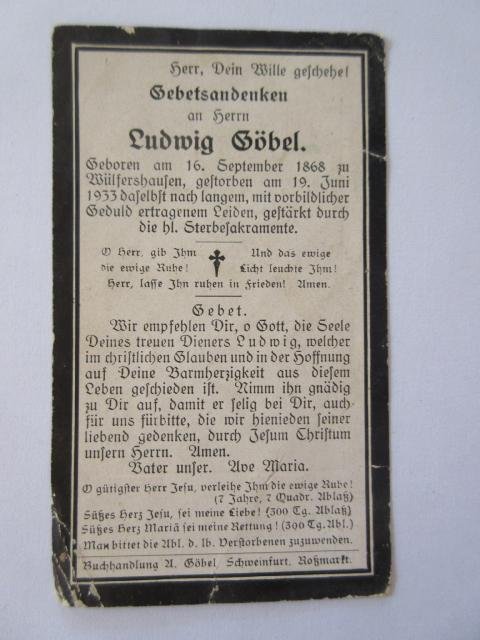 Herr, Dein Wille geschehe!
Gebetsandenken
an Herrn
Ludwig Göbel.
Geboren am 16. September 1868 zu
Wülfershausen, gestorben am 19. Juni
1933 daselbst nach langem, mit vorbildlicher
Geduld ertragenem Leiden, gestärkt durch
die hl. Sterbesakramente.
O Herr, gib Ihm
die ewige Ruhe!
Und das ewige
Licht leuchte Ihm!
Herr, lasse Ihn ruhen in Frieden! Amen.
Gebet.
Wir empfehlen Dir, o Gott, die Seele
Deines treuen Dieners Ludwig, welcher
im christlichen Glauben und in der Hoffnung
auf Deine Barmherzigkeit aus diesem
Leben geschieden ist. Nimm ihn gnädig
zu Dir auf, damit er selig bei Dir, auch
für uns fürbitte, die wir hienieden seiner
liebend gedenken, durch Jesum Christum
unsern Herrn. Amen.
Vater unser. Ave Maria.
O gütigster Herr Jesu, verleihe Ihm die ewige Ruhe!
(7 Jahre, 7 Quadr. Ablaß)
Süßes Herz Jesu, sei meine Liebe! (300 Tg. Ablaß)
Süßes Herz Mariä sei meine Rettung! (300 Tg. Abl.)
Man bittet die Abl. d. lb. Verstorbenen zuzuwenden.
Buchhandlung A. Göbel, Schweinfurt, Roßmarkt.